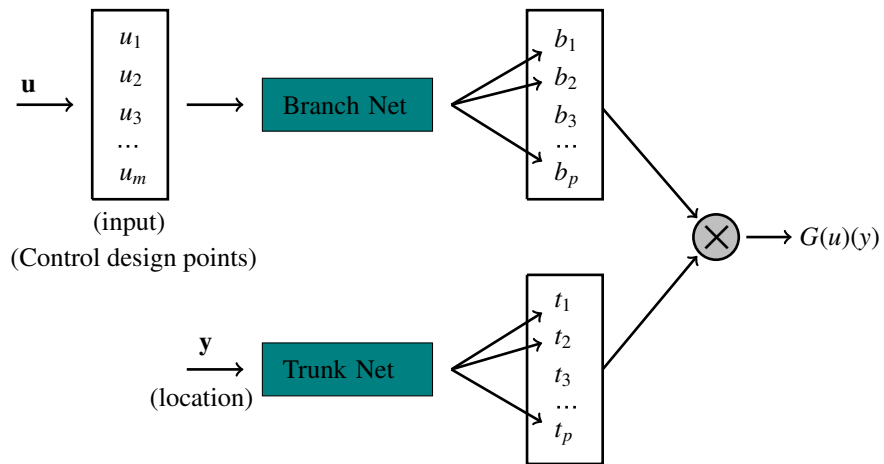 u
u₁
u₂
u₃
...
uₘ
(input)
(Control design points)
Branch Net
b₁
b₂
b₃
...
bₚ
G(u)(y)
y
(location)
Trunk Net
t₁
t₂
t₃
...
tₚ